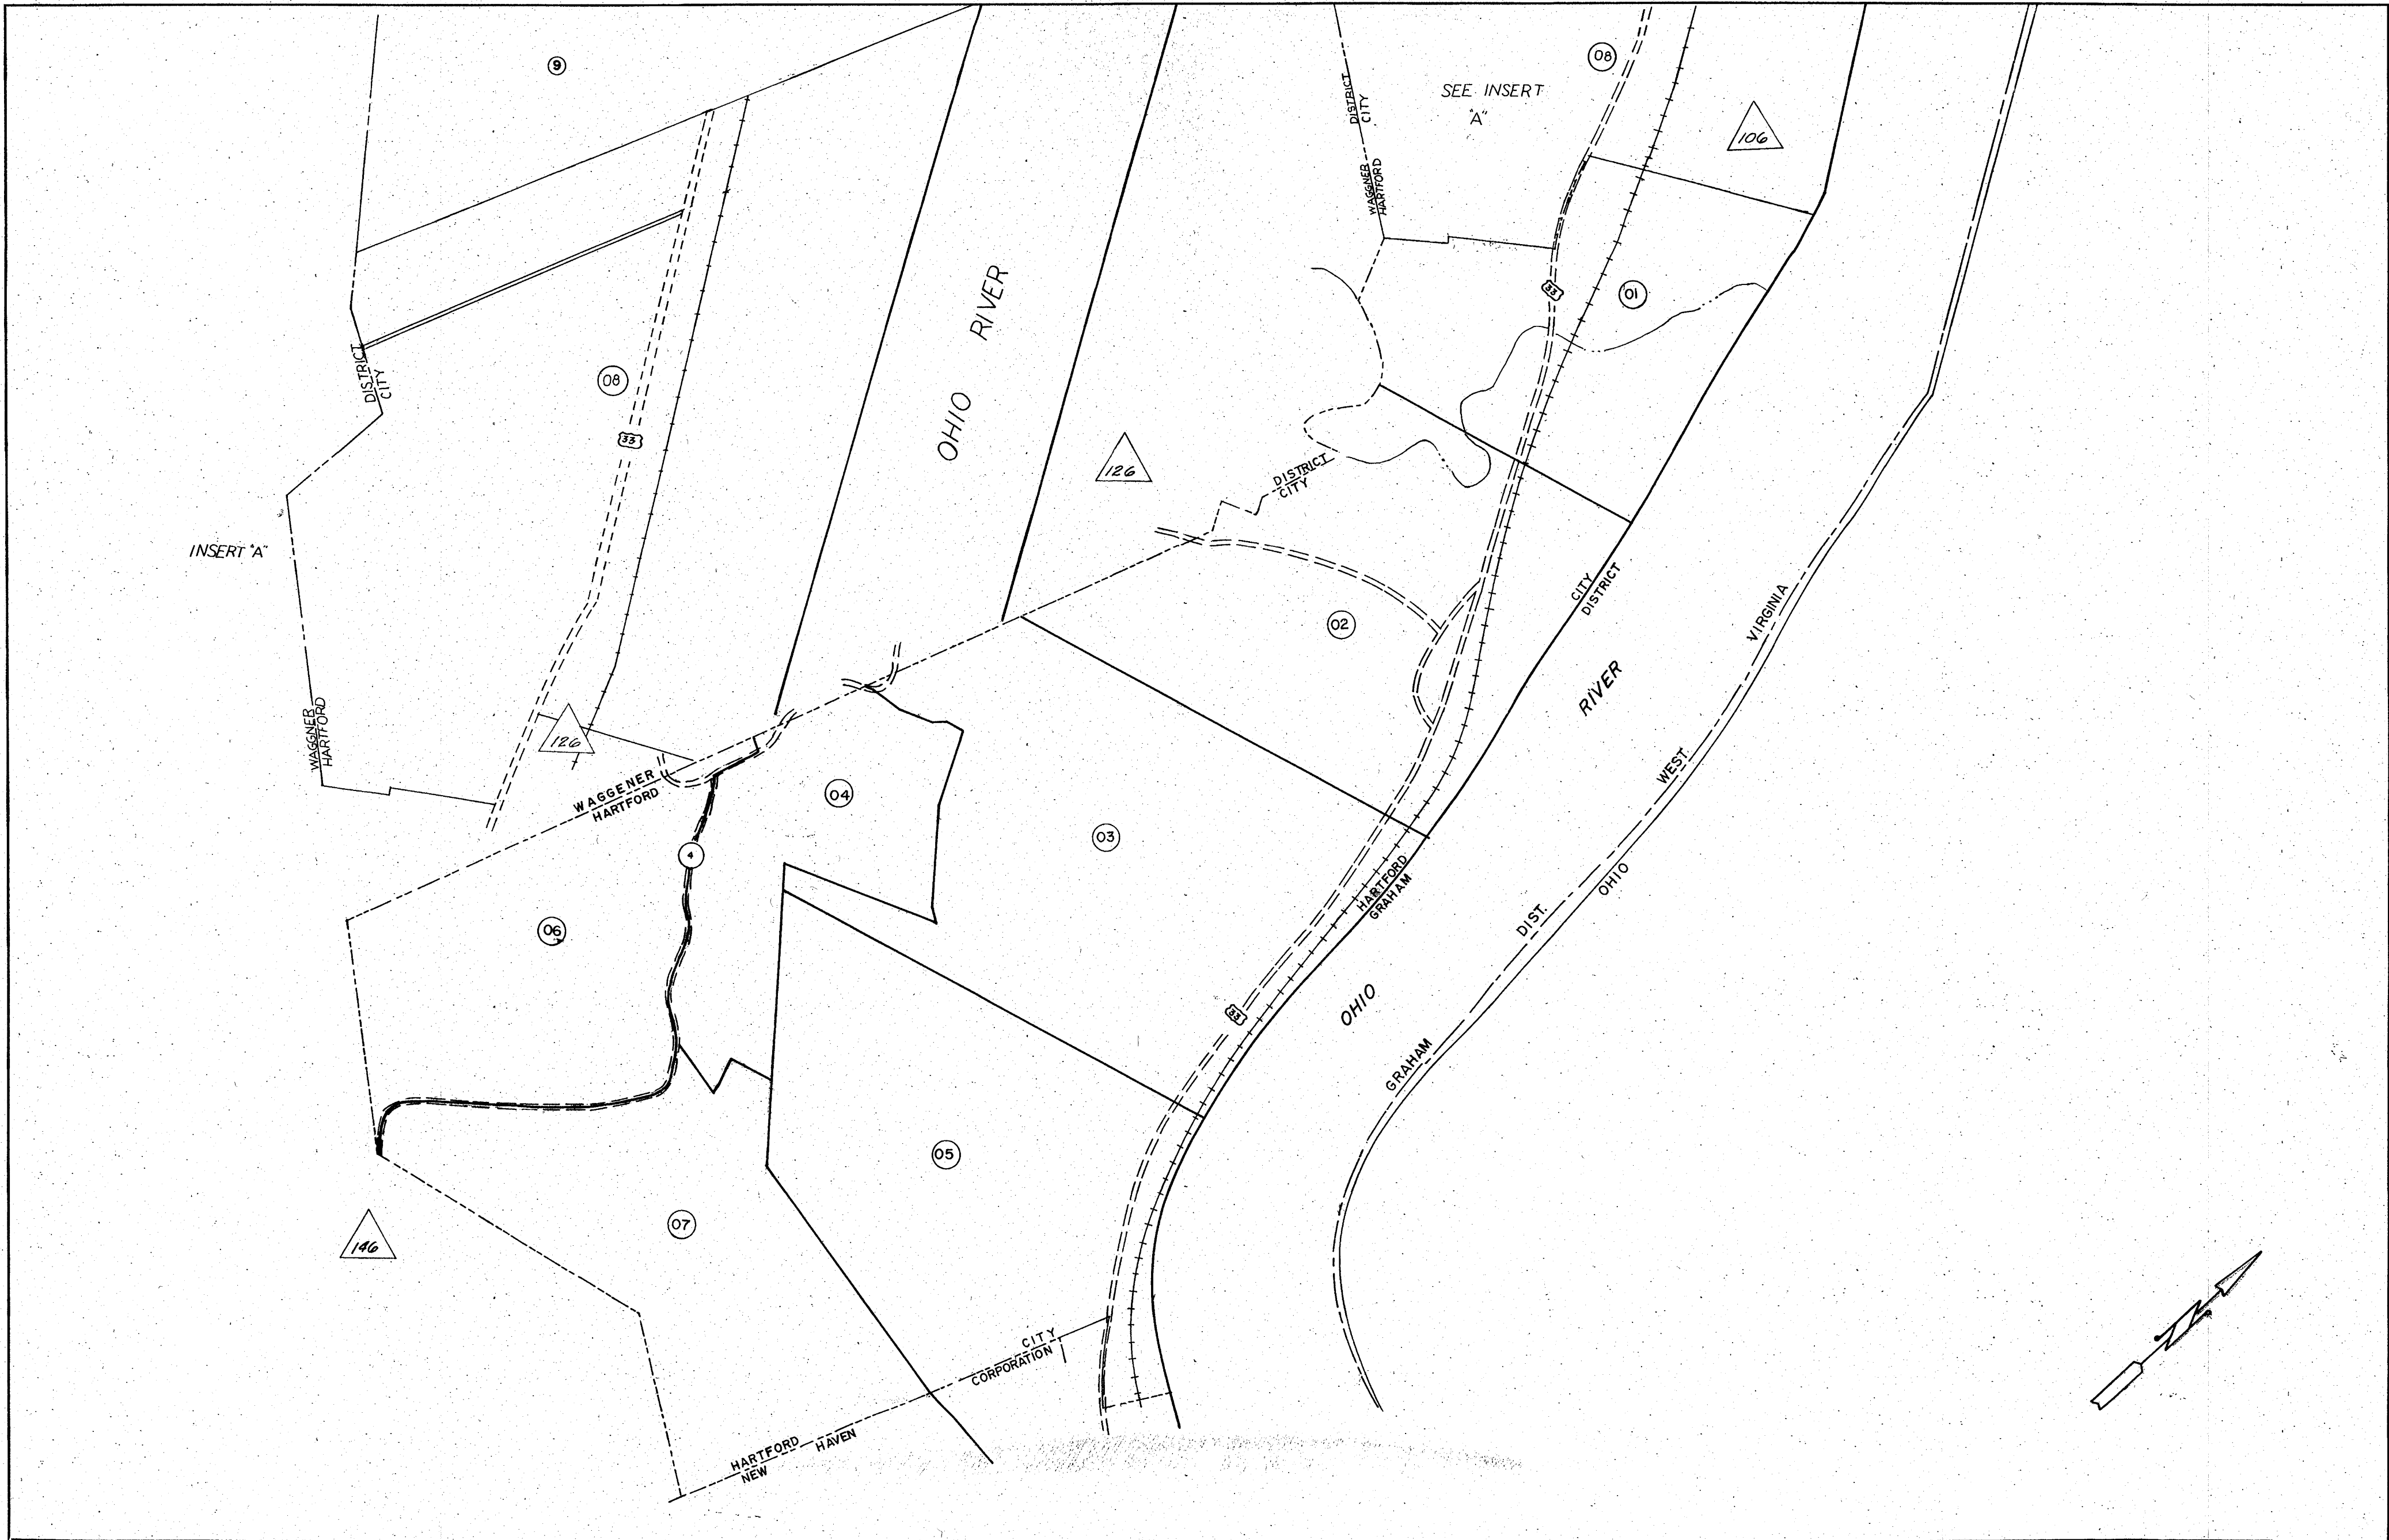 9
08
DISTRICT
CITY
SEE INSERT
"A"
106
WAGGNER
HARTFORD
33
01
OHIO RIVER
DISTRICT
CITY
08
33
126
DISTRICT
CITY
INSERT "A"
02
CITY
DISTRICT
WEST VIRGINIA
OHIO
RIVER
WAGGNER
HARTFORD
126
WAGGENER
HARTFORD
04
03
4
HARTFORD
GRAHAM
06
33
OHIO
GRAHAM DIST.
05
07
146
CITY
CORPORATION
HARTFORD
NEW HAVEN
N